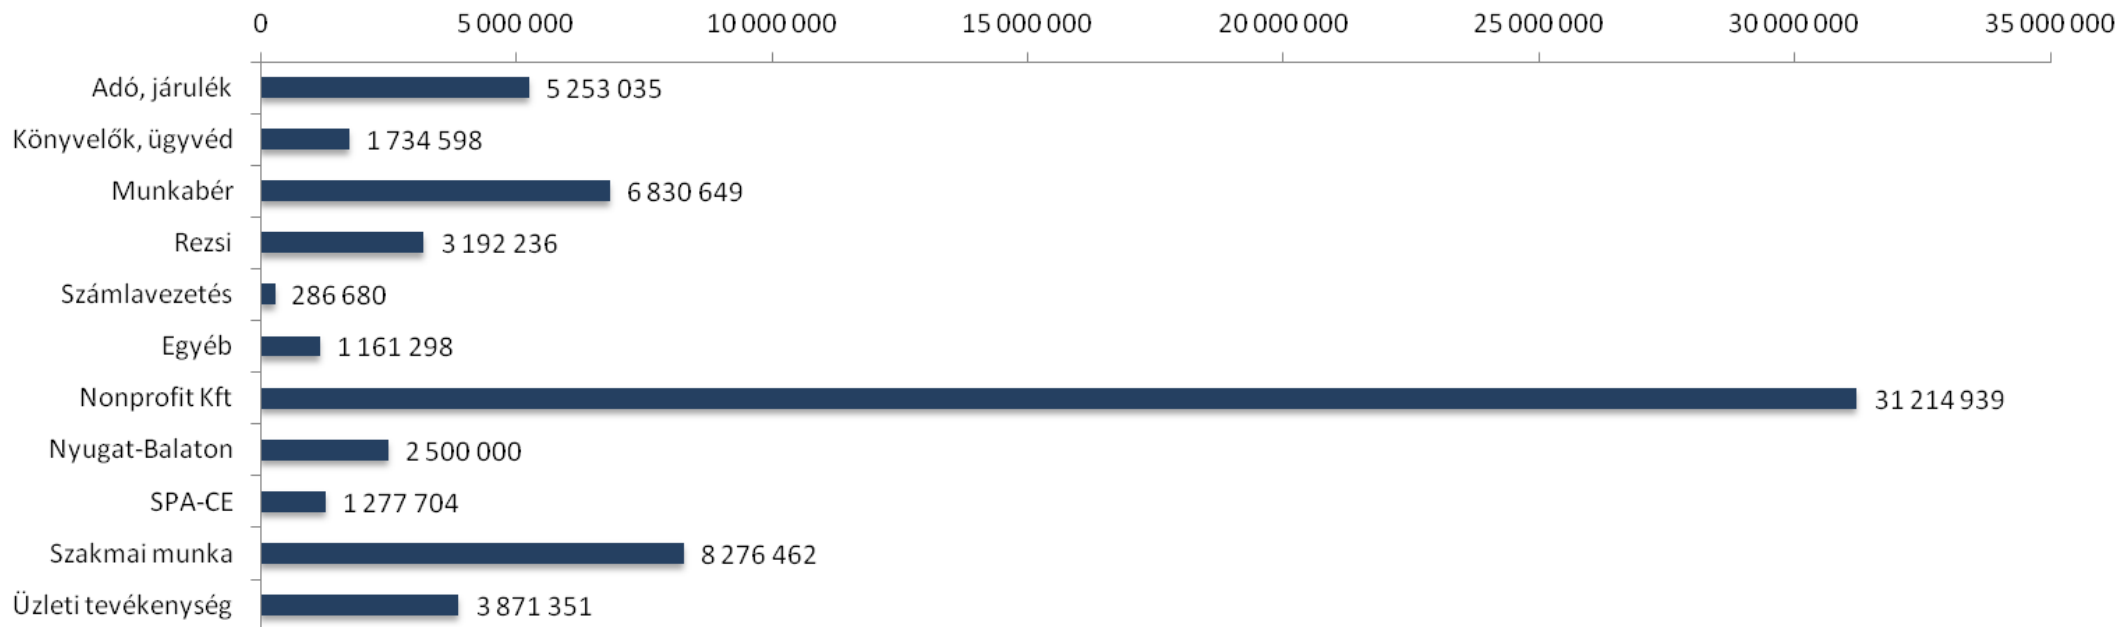 0 5 000 000 10 000 000 15 000 000 20 000 000 25 000 000 30 000 000 35 000 000
Adó, járulék 5 253 035
Könyvelők, ügyvéd 1 734 598
Munkabér 6 830 649
Rezsi 3 192 236
Számlavezetés 286 680
Egyéb 1 161 298
Nonprofit Kft 31 214 939
Nyugat-Balaton 2 500 000
SPA-CE 1 277 704
Szakmai munka 8 276 462
Üzleti tevékenység 3 871 351